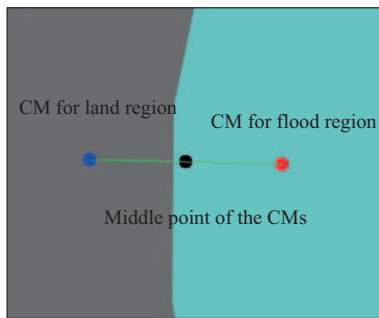 CM for land region
CM for flood region
Middle point of the CMs